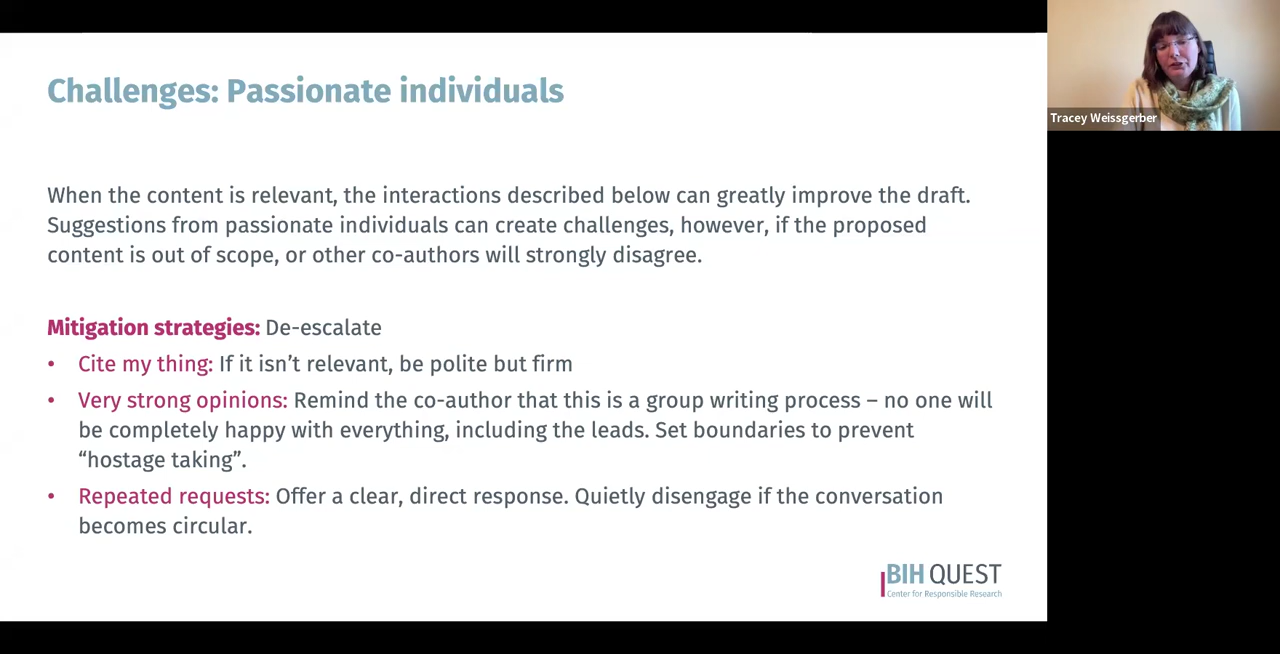 Challenges: Passionate individuals
When the content is relevant, the interactions described below can greatly improve the draft.
Suggestions from passionate individuals can create challenges, however, if the proposed
content is out of scope, or other co-authors will strongly disagree.
Mitigation strategies: De-escalate
• Cite my thing: If it isn’t relevant, be polite but firm
• Very strong opinions: Remind the co-author that this is a group writing process – no one will
be completely happy with everything, including the leads. Set boundaries to prevent
“hostage taking”.
• Repeated requests: Offer a clear, direct response. Quietly disengage if the conversation
becomes circular.
BIH QUEST
Center for Responsible Research
Tracey Weissgerber